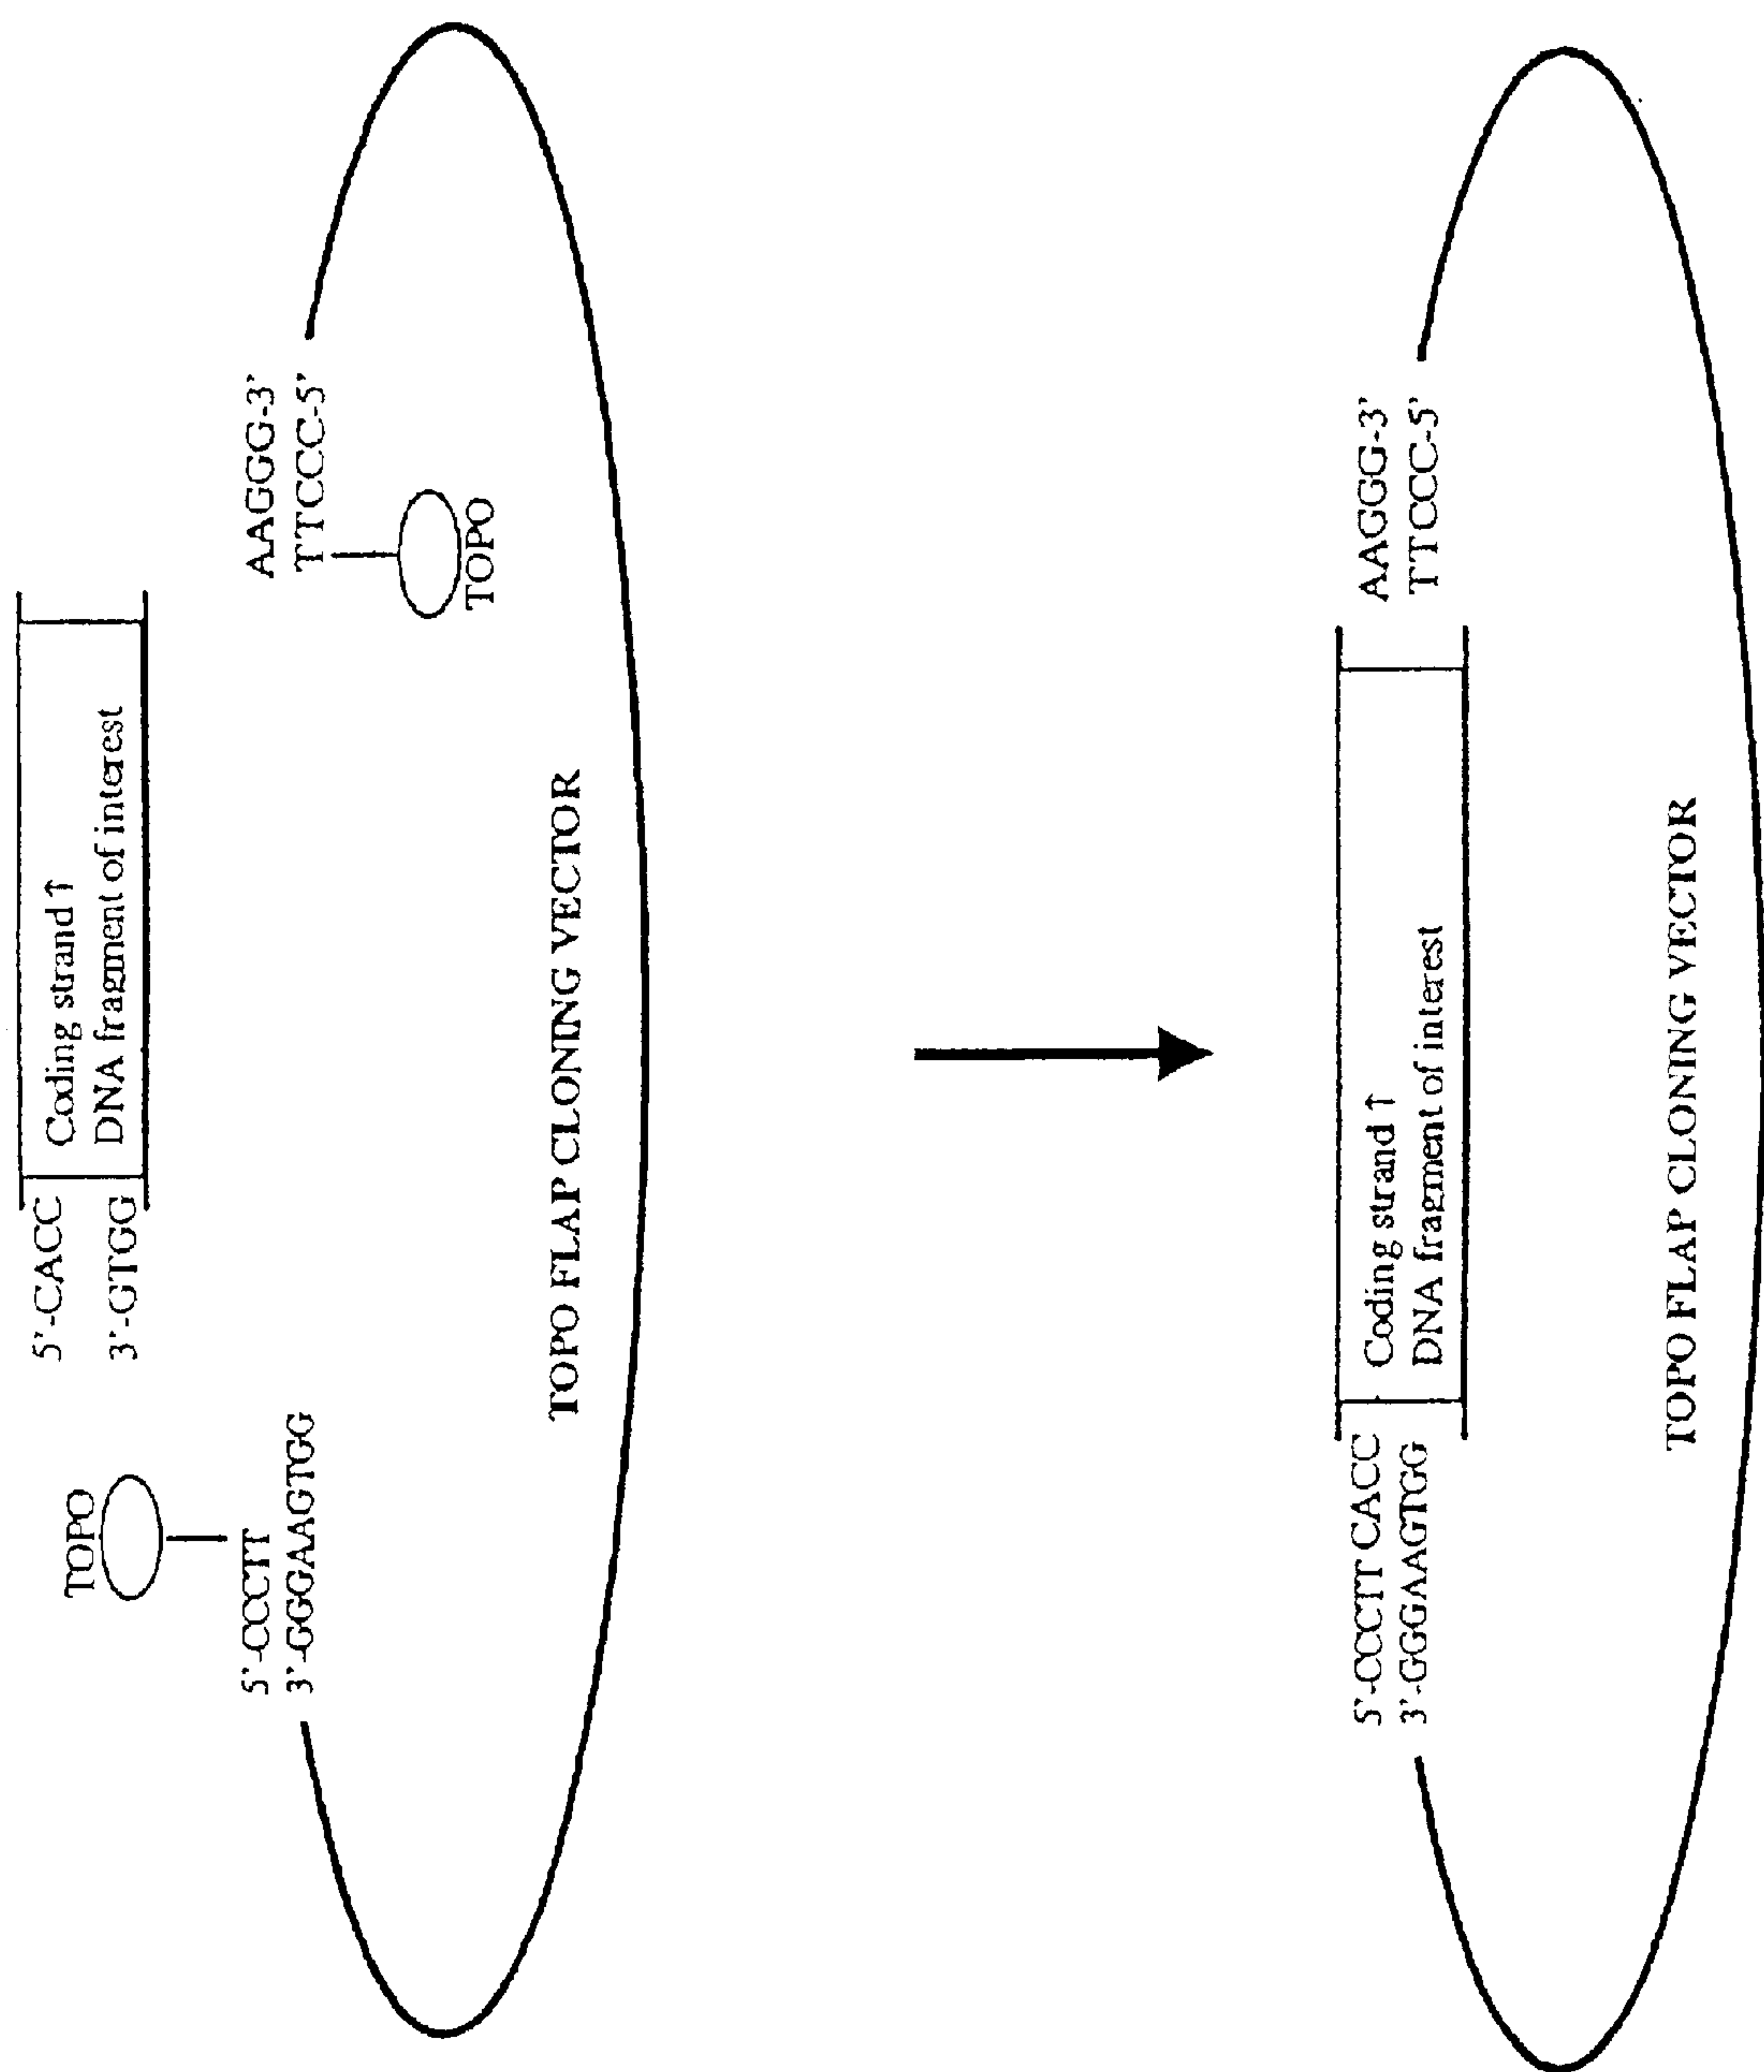 5'-CACC
Coding strand ↑
DNA fragment of interest
3'-GTGG
TOPO
5'-CCCTT
3'-GGGAAGTGG
AAGGG-3'
TTCCC-5'
TOPO
TOPO FLAP CLONING VECTOR
5'-CCCTT CACC
3'-GGGAAGTGG
Coding strand ↑
DNA fragment of interest
AAGGG-3'
TTCCC-5'
TOPO FLAP CLONING VECTOR